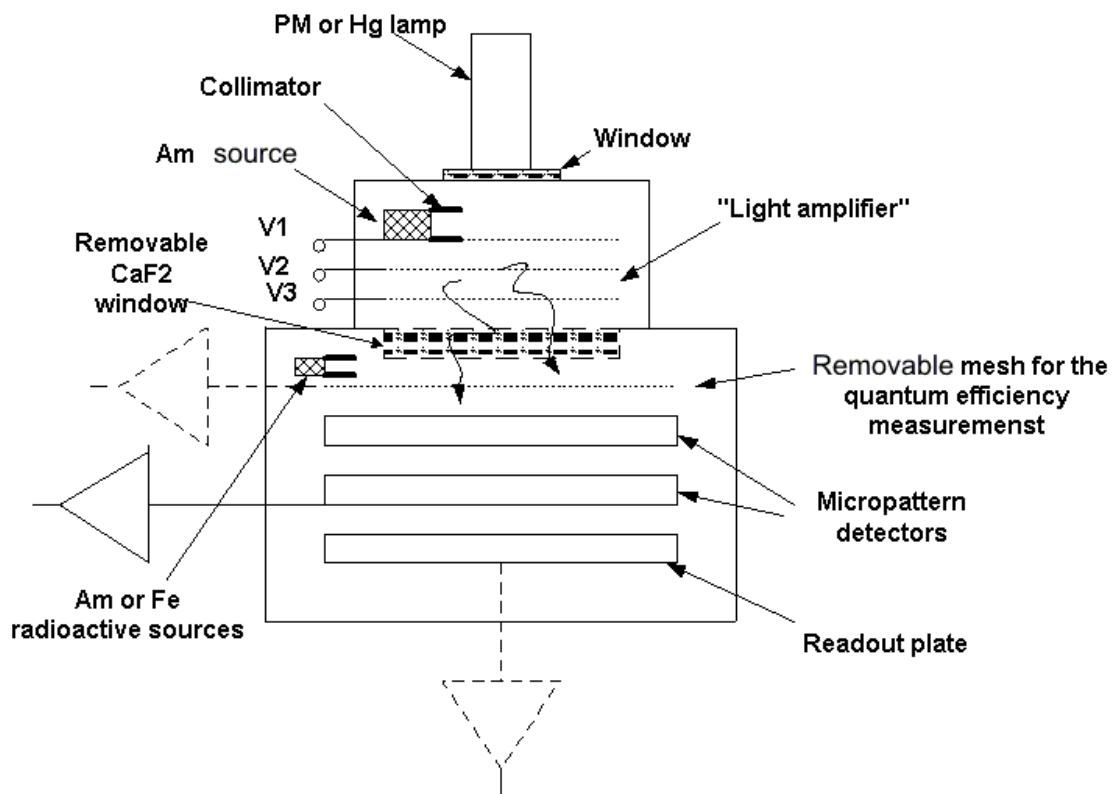 PM or Hg lamp
Collimator
Am source
Window
"Light amplifier"
V1
Removable
CaF2
window
V2
V3
Removable mesh for the
quantum efficiency
measuremenst
Micropattern
detectors
Am or Fe
radioactive sources
Readout plate